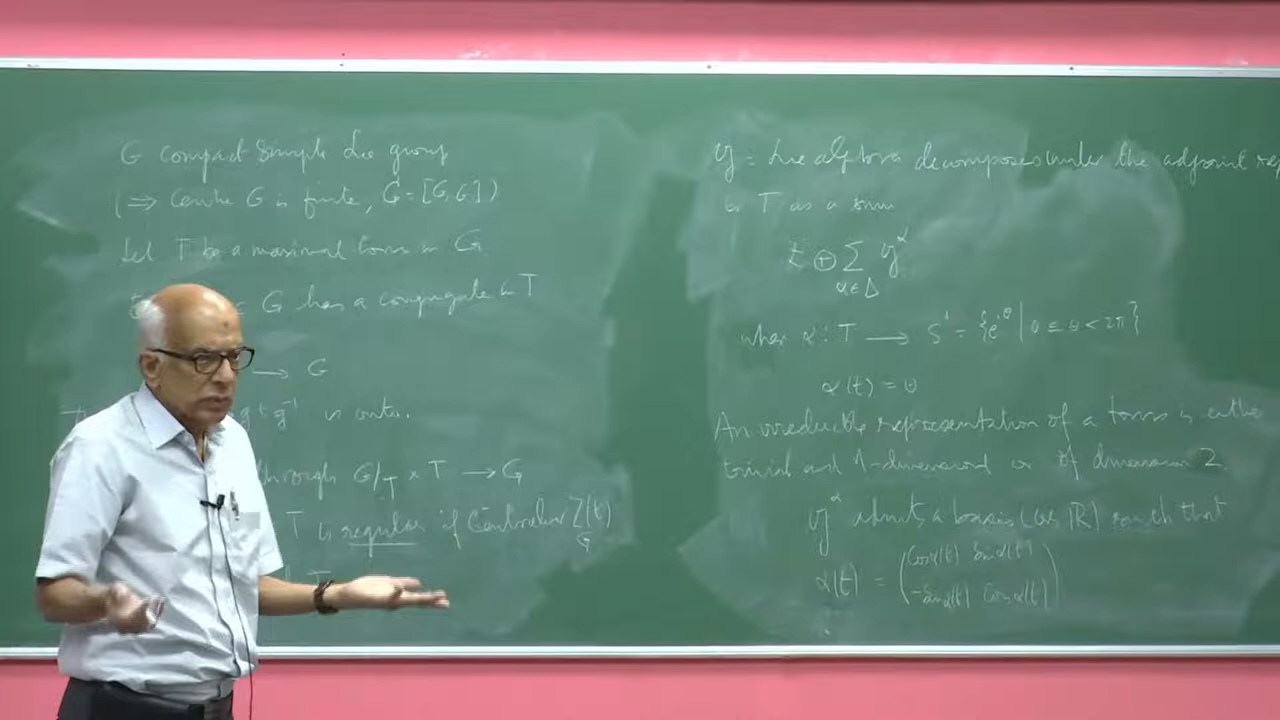 G compact simple Lie group
(⇒ Centre G is finite, G = [G, G])
Let T be a maximal torus in G.
G has a conjugate in T
⟶ G
g t g⁻¹ is onto.
through G/T × T ⟶ G
T is regular if Centraliser Z_G(t)
T
𝔤 = Lie algebra decomposes under the adjoint rep
to T as a sum
𝔱 ⊕ ∑_{α∈Δ} 𝔤^α
where α : T ⟶ S¹ = {e^{iθ} | 0 ≤ θ < 2π}
α(t) = θ
An irreducible representation of a torus is either
trivial and 1-dimensional or of dimension 2.
𝔤^α admits a basis (over ℝ) such that
α(t) = ( Cos α(t) Sin α(t)
-Sin α(t) Cos α(t) )